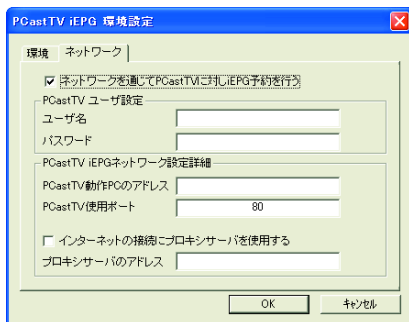 PCastTV iEPG 環境設定
環境 ネットワーク
ネットワークを通じてPCastTVに対しiEPG予約を行う
PCastTV ユーザ設定
ユーザ名
パスワード
PCastTV iEPGネットワーク設定詳細
PCastTV動作PCのアドレス
PCastTV使用ポート 80
インターネットの接続にプロキシサーバを使用する
プロキシサーバのアドレス
OK キャンセル